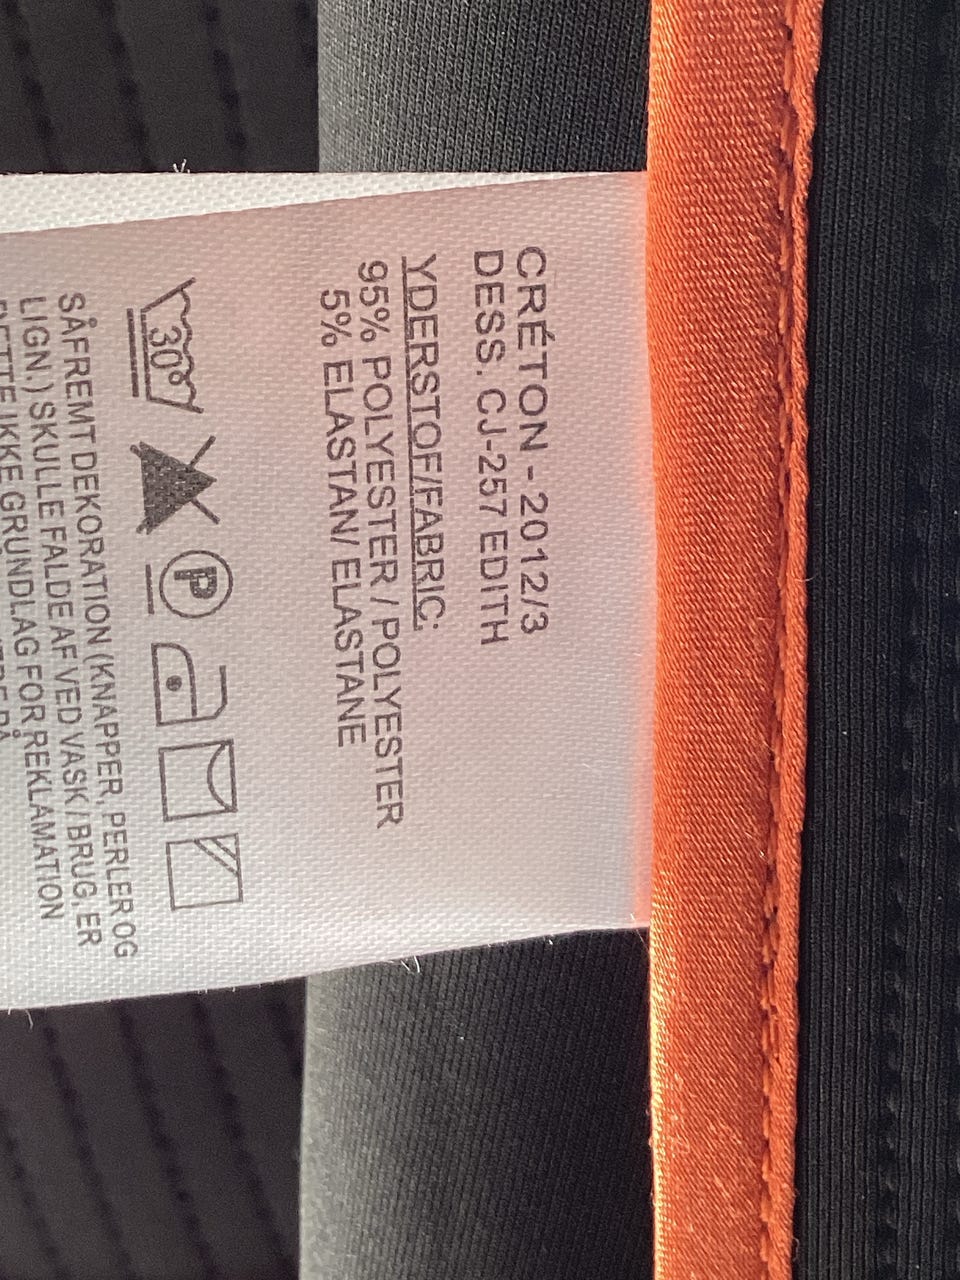 CRÉTON - 2012/3
DESS. CJ-257 EDITH
YDERSTOF/FABRIC:
95% POLYESTER / POLYESTER
5% ELASTAN/ ELASTANE
30°
P
SÅFREMT DEKORATION (KNAPPER, PERLER OG
LIGN.) SKULLE FALDE AF VED VASK / BRUG, ER
DETTE IKKE GRUNDLAG FOR REKLAMATION